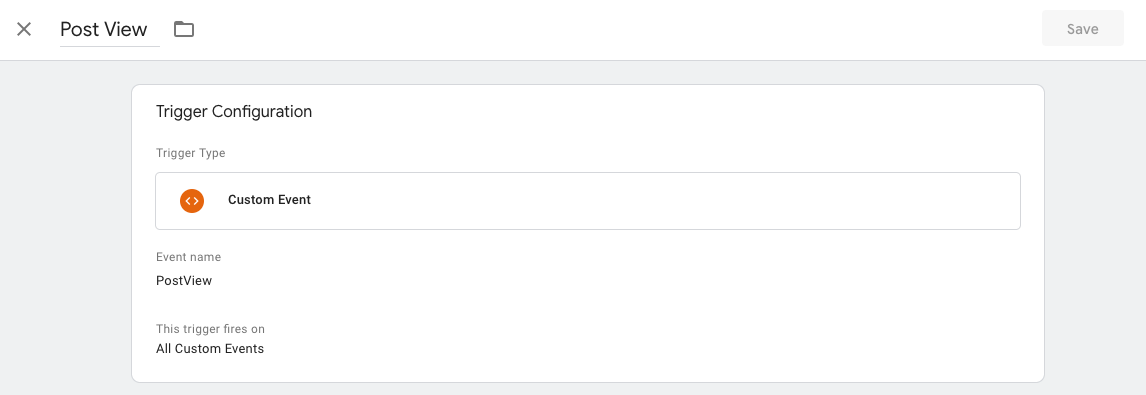 Post View
Save
Trigger Configuration
Trigger Type
Custom Event
Event name
PostView
This trigger fires on
All Custom Events